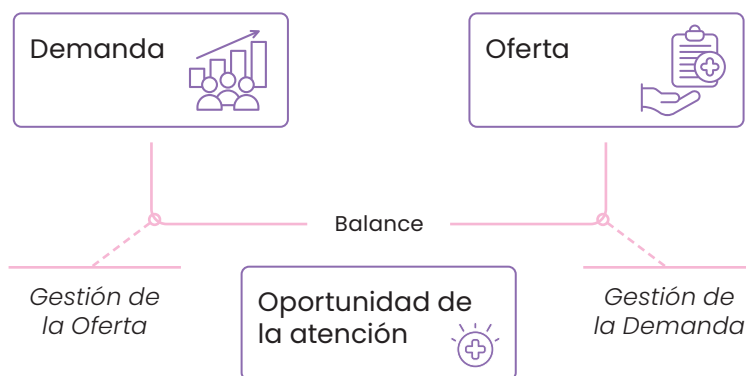 Demanda
Oferta
Balance
Gestión de
la Oferta
Oportunidad de
la atención
Gestión de
la Demanda